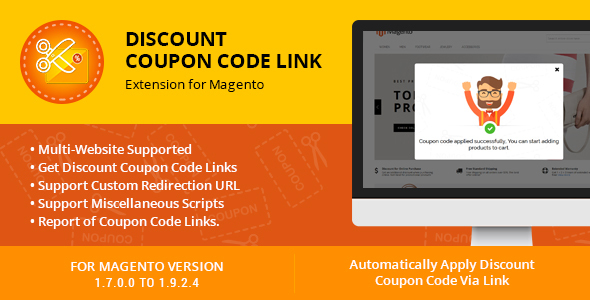 DISCOUNT
COUPON CODE LINK
Extension for Magento
• Multi-Website Supported
• Get Discount Coupon Code Links
• Support Custom Redirection URL
• Support Miscellaneous Scripts
• Report of Coupon Code Links.
COUPON
COUPON
Magento
Coupon code applied successfully, You can start adding
products to cart.
FOR MAGENTO VERSION
1.7.0.0 TO 1.9.2.4
Automatically Apply Discount
Coupon Code Via Link